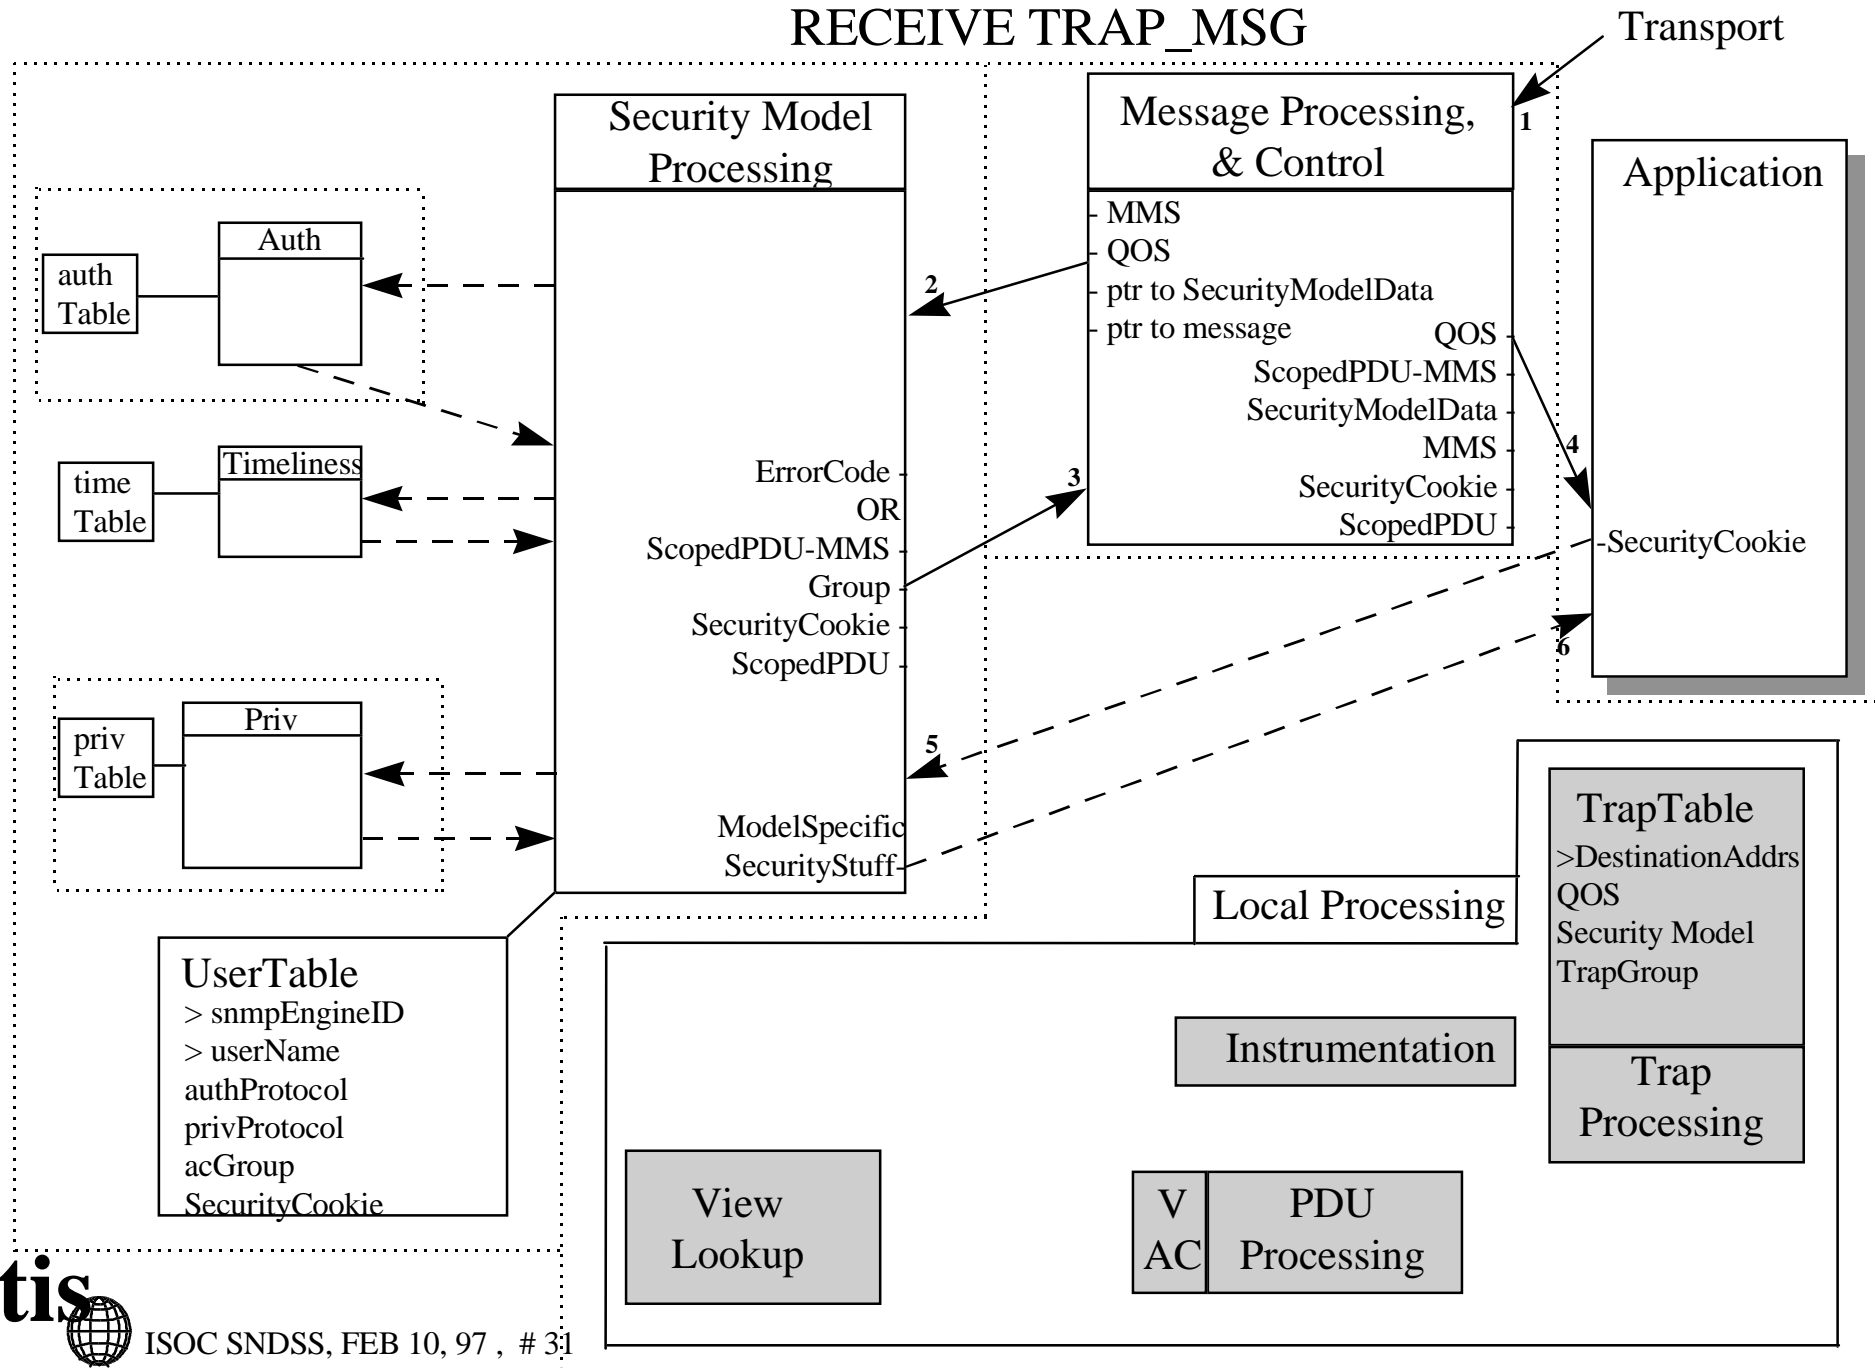 RECEIVE TRAP_MSG
Transport
1
Security Model
Processing
Message Processing,
& Control
Application
- MMS
- QOS
- ptr to SecurityModelData
- ptr to message
QOS -
ScopedPDU-MMS -
SecurityModelData -
MMS
SecurityCookie -
ScopedPDU -
2
3
4
-SecurityCookie
6
5
Auth
auth
Table
Timeliness
time
Table
Priv
priv
Table
ErrorCode -
OR
ScopedPDU-MMS -
Group -
SecurityCookie -
ScopedPDU -
ModelSpecific
SecurityStuff-
UserTable
> snmpEngineID
> userName
authProtocol
privProtocol
acGroup
SecurityCookie
Local Processing
TrapTable
>DestinationAddrs
QOS
Security Model
TrapGroup
Trap
Processing
Instrumentation
View
Lookup
V
AC
PDU
Processing
tis
ISOC SNDSS, FEB 10, 97 , # 31